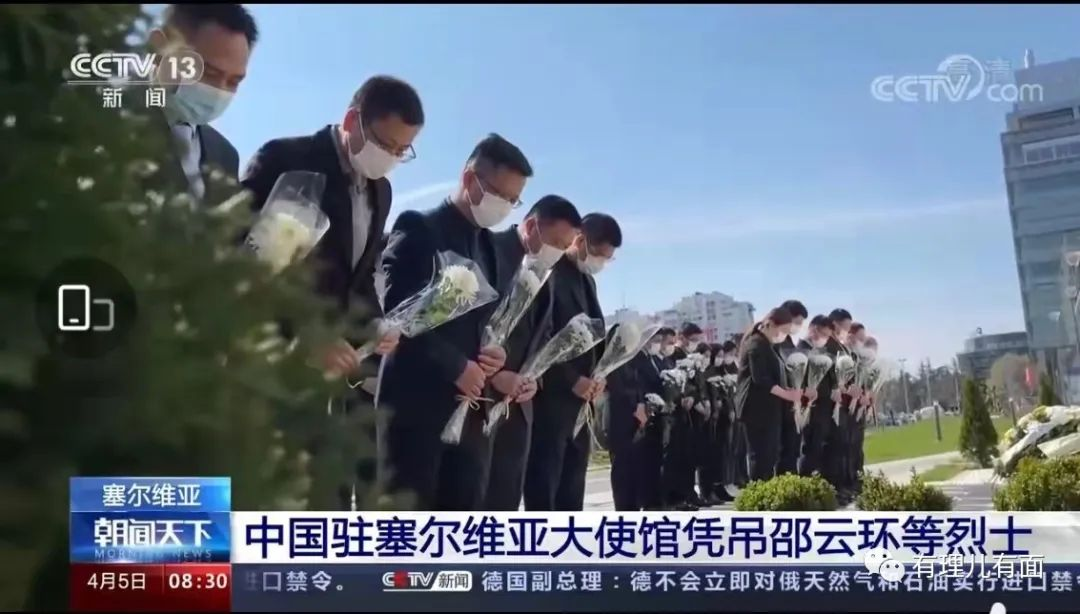 CCTV 13
新闻
高清
CCTV.com
塞尔维亚
朝闻天下
MORNING NEWS
中国驻塞尔维亚大使馆凭吊邵云环等烈士
有理儿有面
4月5日 08:30
口禁令。 CCTV新闻 德国副总理：德不会立即对俄天然气和石油实行进口禁